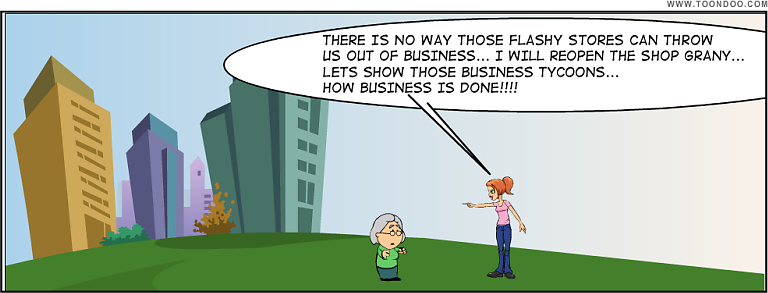 WWW.TOONDOO.COM
THERE IS NO WAY THOSE FLASHY STORES CAN THROW
US OUT OF BUSINESS... I WILL REOPEN THE SHOP GRANY...
LETS SHOW THOSE BUSINESS TYCOONS...
HOW BUSINESS IS DONE!!!!